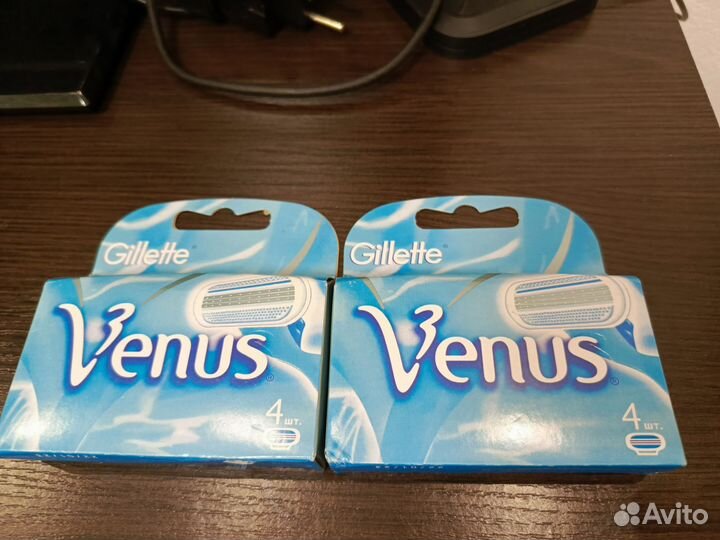 Gillette
Venus
4 шт.
Gillette
Venus
4 шт.
Avito